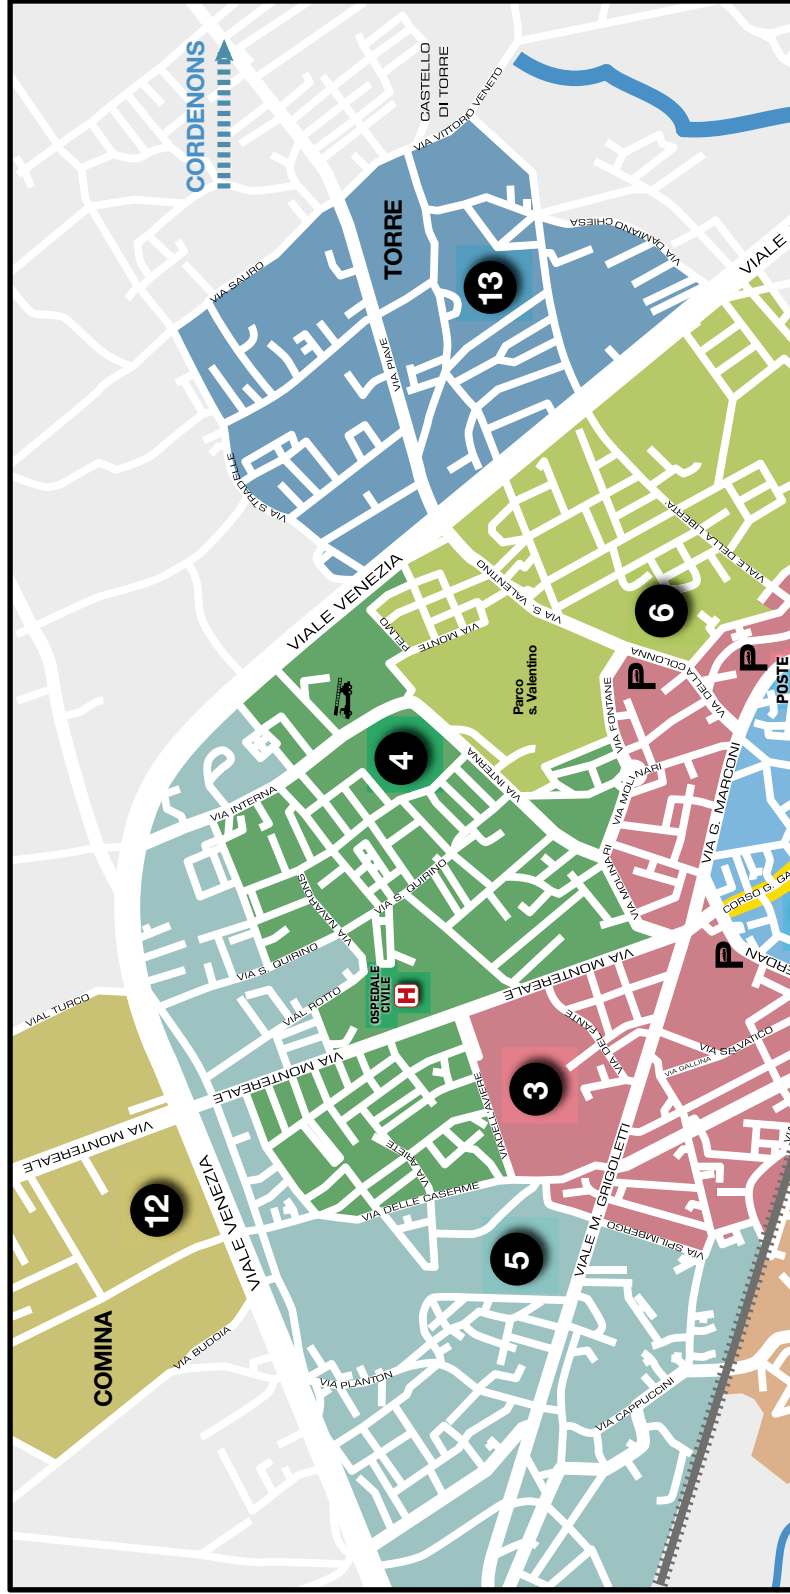 CORDENONS
CASTELLO
DI TORRE
VIA VITTORIO VENETO
TORRE
VIA SAURO
VIA DAMIANO CHIESA
VIALE
13
VIA PIAVE
VIA STRADELLE
VIALE VENEZIA
VIA S. VALENTINO
VIALE DELLA LIBERTA'
6
PELMO
VIA MONTE
Parco
s. Valentino
VIA DELLA COLONNA
VIA DELLA COLONNA
P
P
POSTE
VIA FONTANE
4
VIA INTERNA
VIA INTERNA
VIA MOLINARI
VIA MOLINARI
VIA G. MARCONI
CORSO G. GA
VIA NAVARONS
VIA S. QUIRINO
VIA S. QUIRINO
P
ERDAN
VIAL TURCO
VIAL ROTTO
OSPEDALE
CIVILE
H
VIA MONTEREALE
VIA MONTEREALE
VIA MONTEREALE
VIA DEL FANTE
VIA SELVATICO
VIA GALLINA
3
VIA DELL'AVIERE
VIA ARIETE
VIA
12
VIALE VENEZIA
VIA DELLE CASERME
VIALE M. GRIGOLETTI
VIA SPILIMBERGO
5
COMINA
VIA BUDOIA
VIA PLANTON
VIA CAPPUCCINI